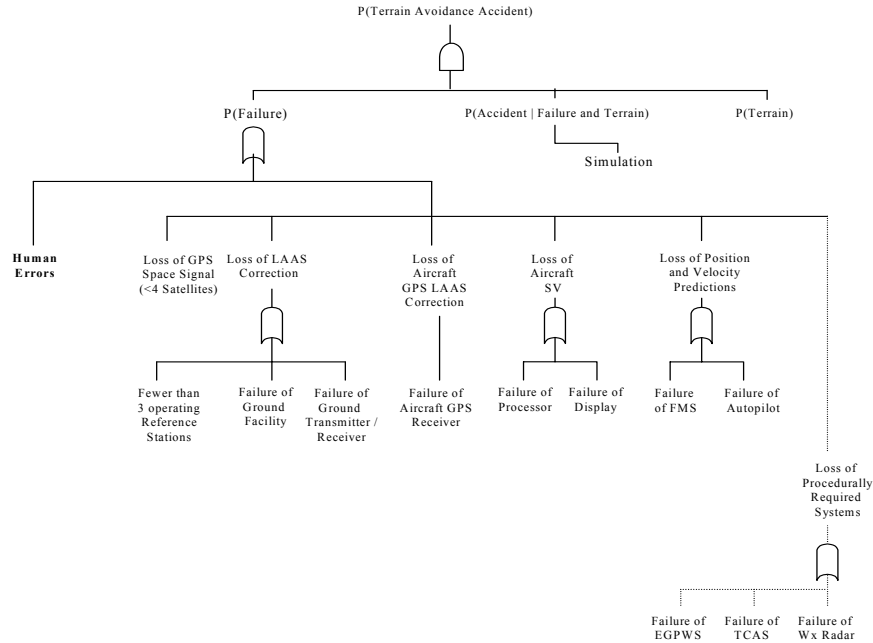 P(Terrain Avoidance Accident)
P(Failure)
P(Accident | Failure and Terrain)
P(Terrain)
Simulation
Human
Errors
Loss of GPS
Space Signal
(<4 Satellites)
Loss of LAAS
Correction
Loss of
Aircraft
GPS LAAS
Correction
Loss of
Aircraft
SV
Loss of Position
and Velocity
Predictions
Fewer than
3 operating
Reference
Stations
Failure of
Ground
Facility
Failure of
Ground
Transmitter /
Receiver
Failure of
Aircraft GPS
Receiver
Failure of
Processor
Failure of
Display
Failure
of FMS
Failure of
Autopilot
Loss of
Procedurally
Required
Systems
Failure of
EGPWS
Failure of
TCAS
Failure of
Wx Radar